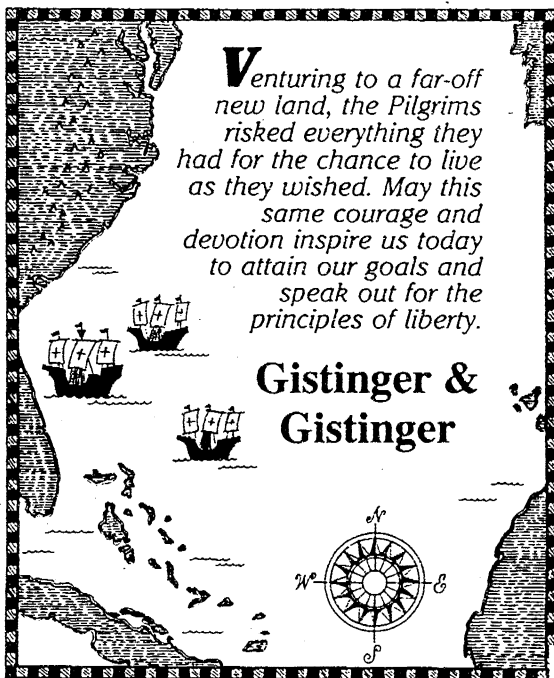 Venturing to a far-off
new land, the Pilgrims
risked everything they
had for the chance to live
as they wished. May this
same courage and
devotion inspire us today
to attain our goals and
speak out for the
principles of liberty.
Gistinger &
Gistinger
N
W E
S